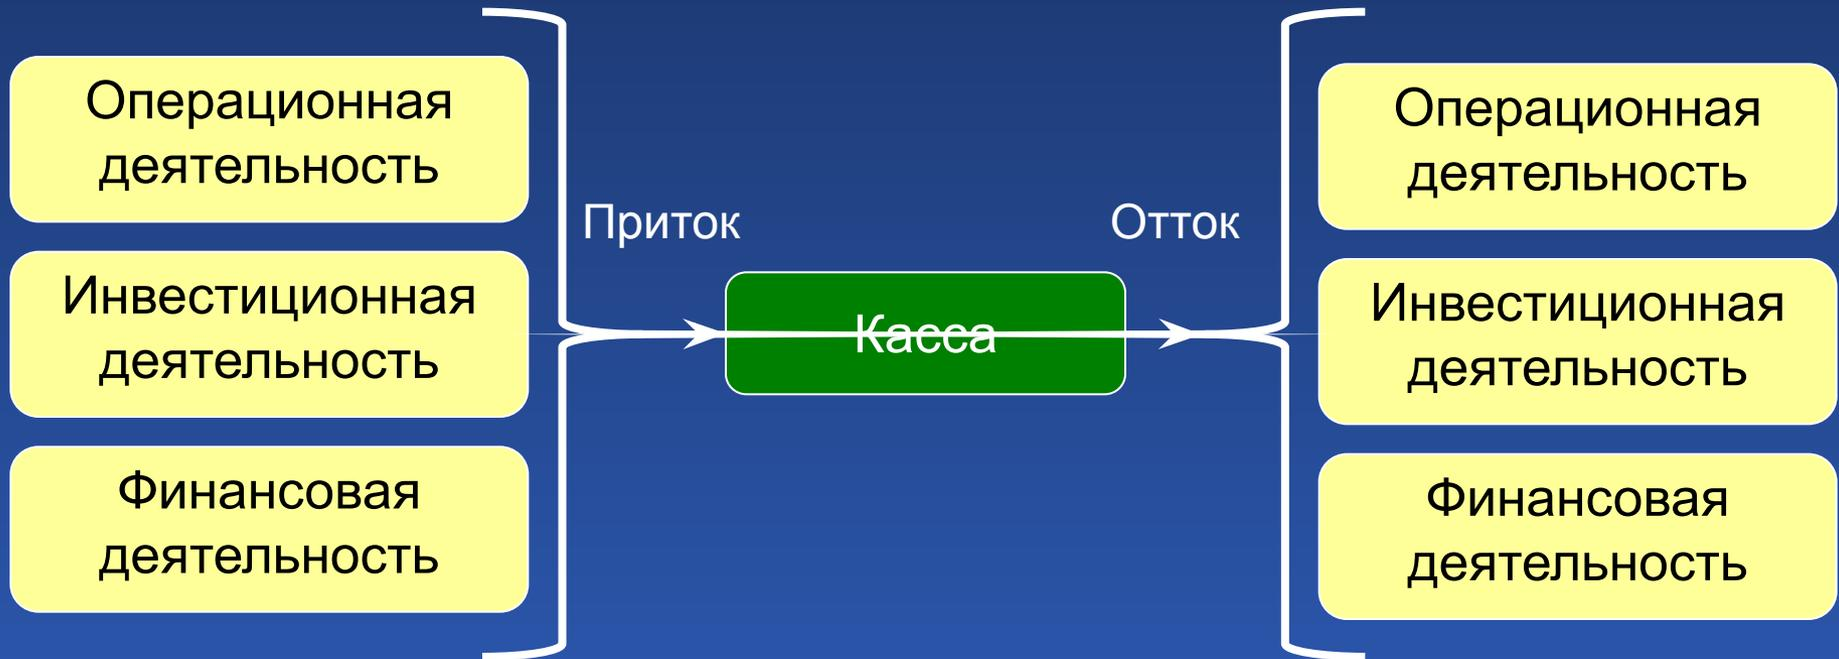 Операционная
деятельность
Инвестиционная
деятельность
Финансовая
деятельность
Приток
Касса
Отток
Операционная
деятельность
Инвестиционная
деятельность
Финансовая
деятельность